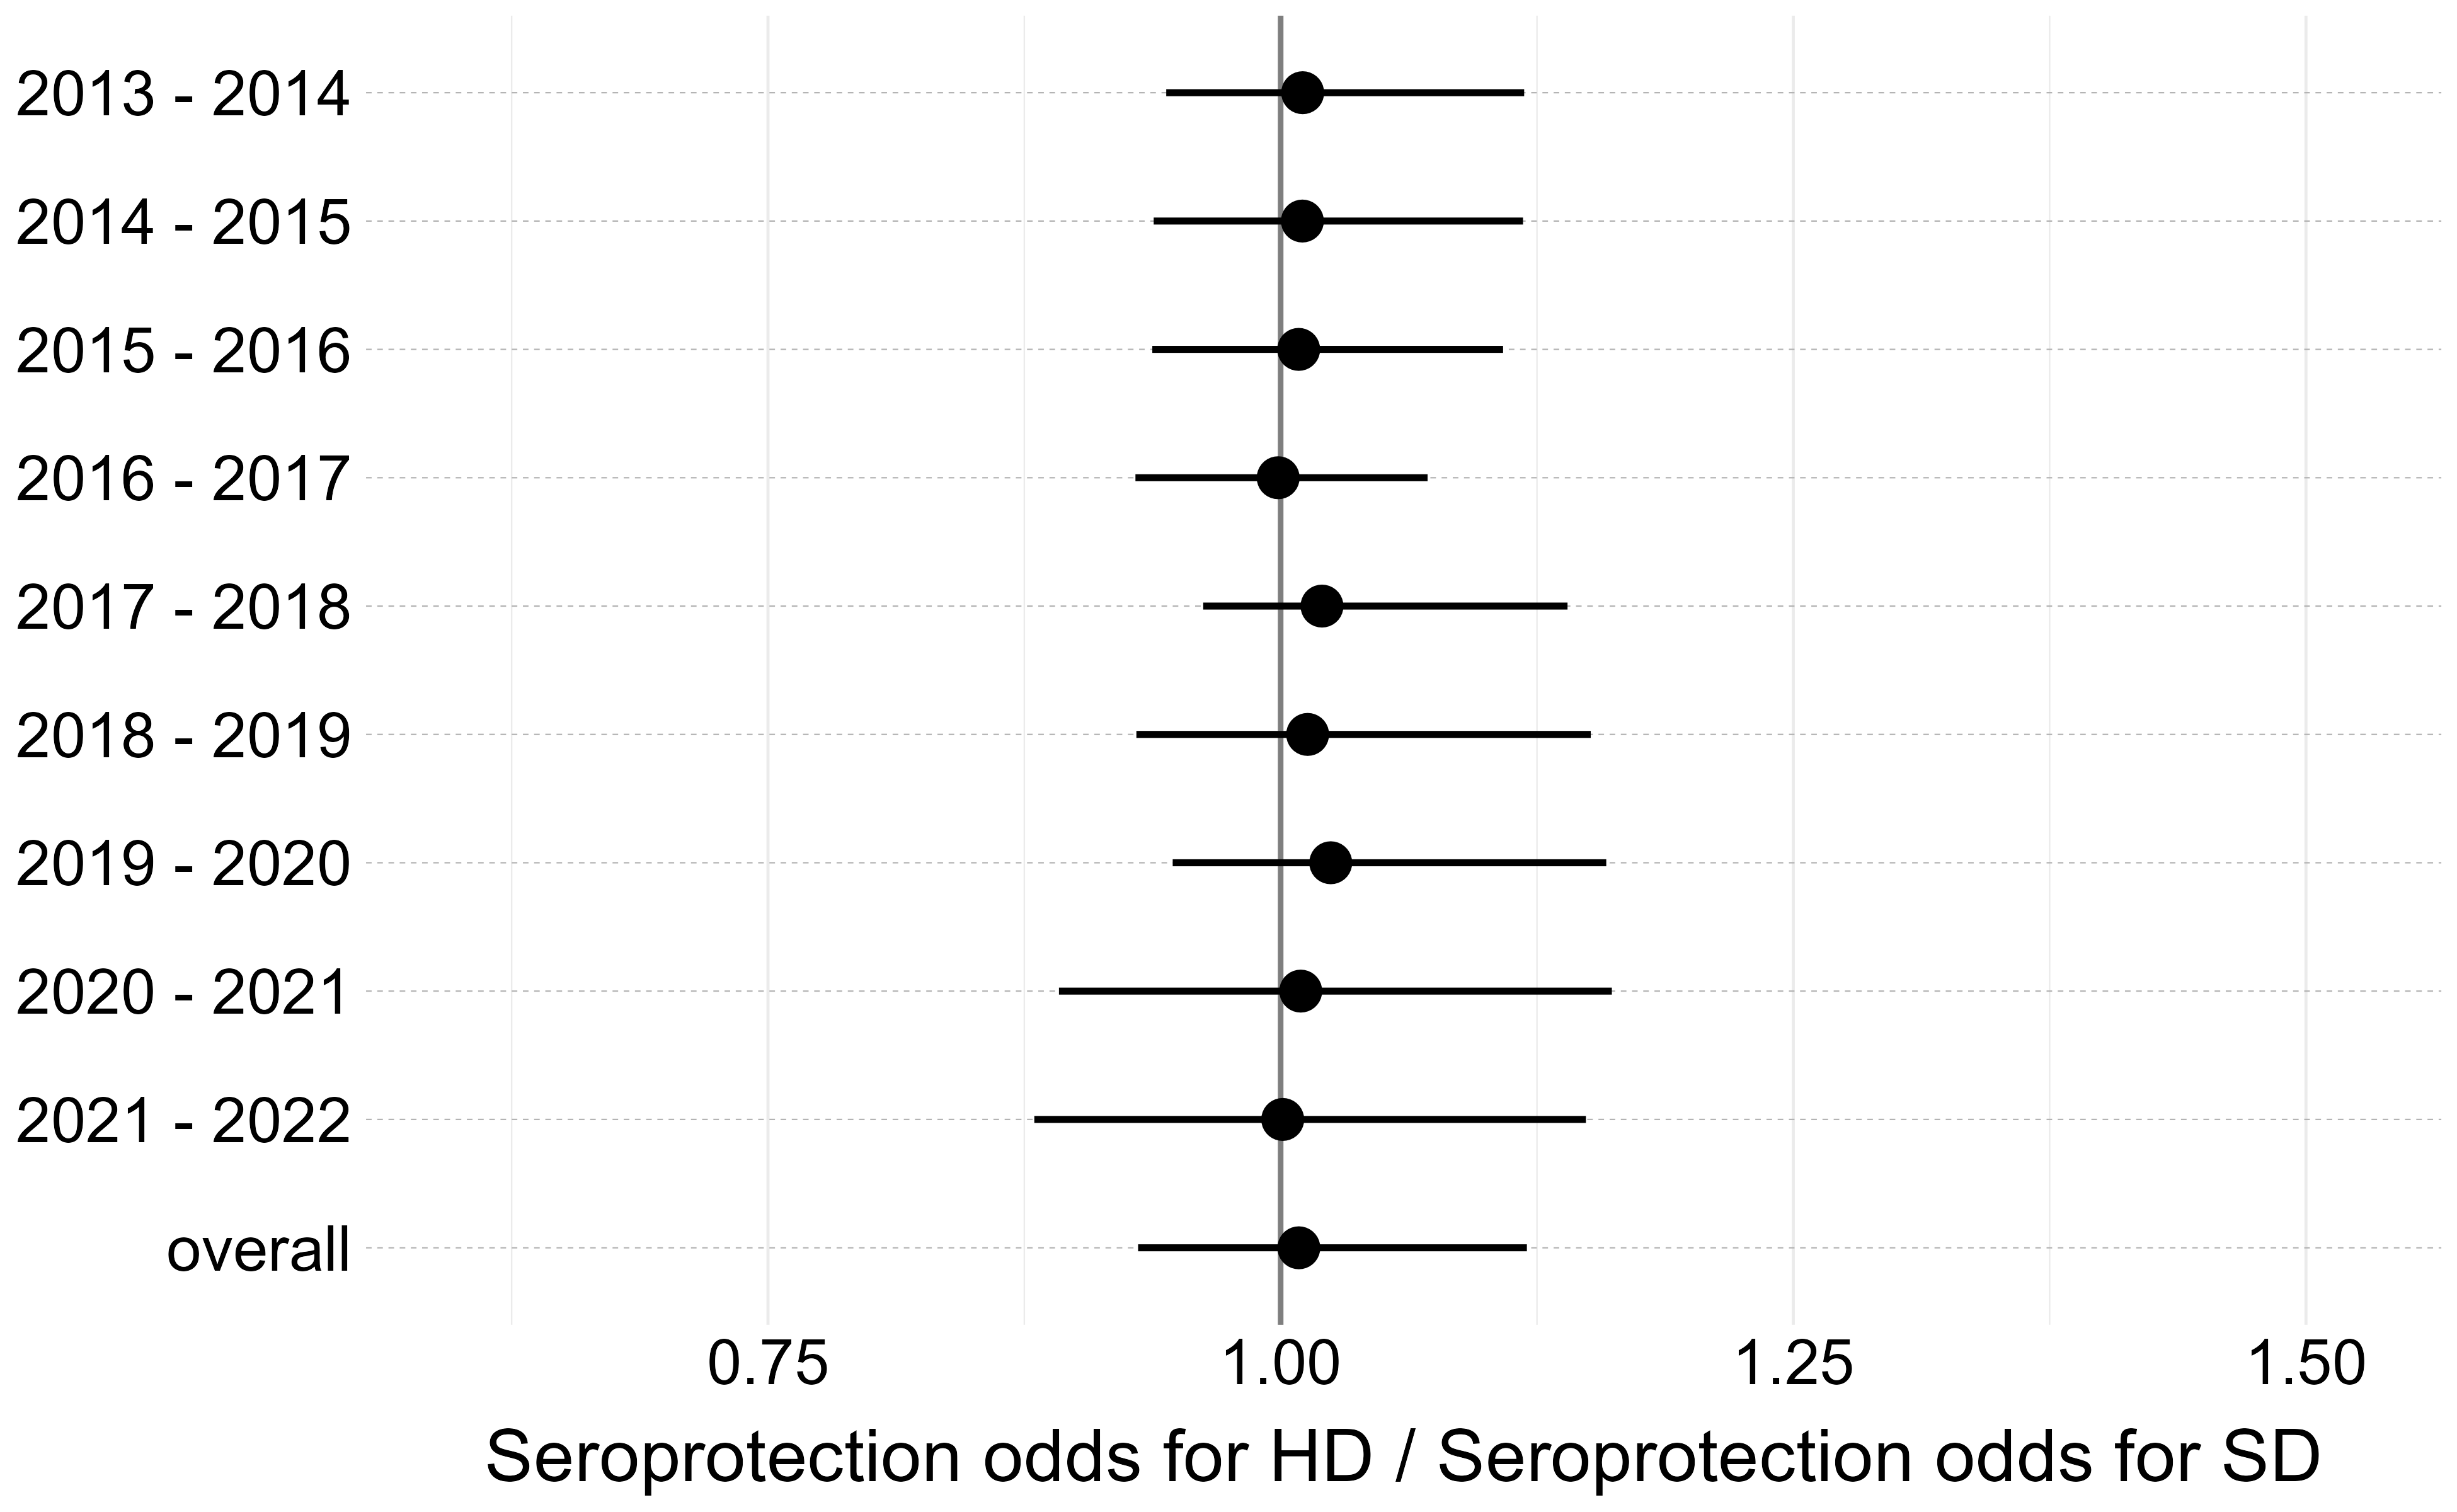 2013 - 2014
2014 - 2015
2015 - 2016
2016 - 2017
2017 - 2018
2018 - 2019
2019 - 2020
2020 - 2021
2021 - 2022
overall
0.75 1.00 1.25 1.50
Seroprotection odds for HD / Seroprotection odds for SD